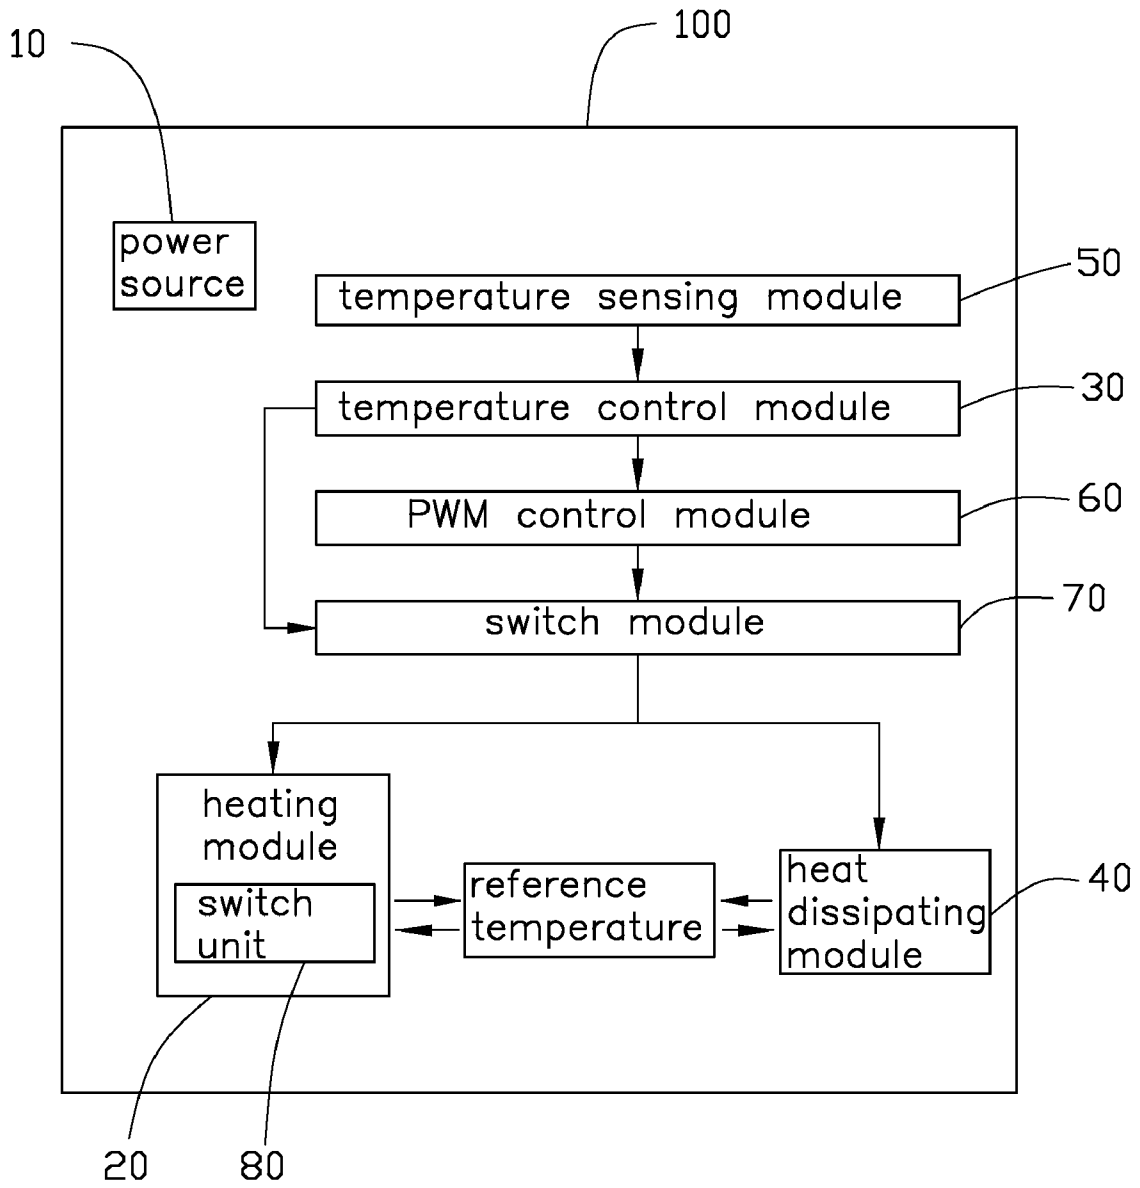 100
10
power
source
50
temperature sensing module
30
temperature control module
60
PWM control module
70
switch module
heating
module
switch
unit
reference
temperature
heat
dissipating
module
40
20
80